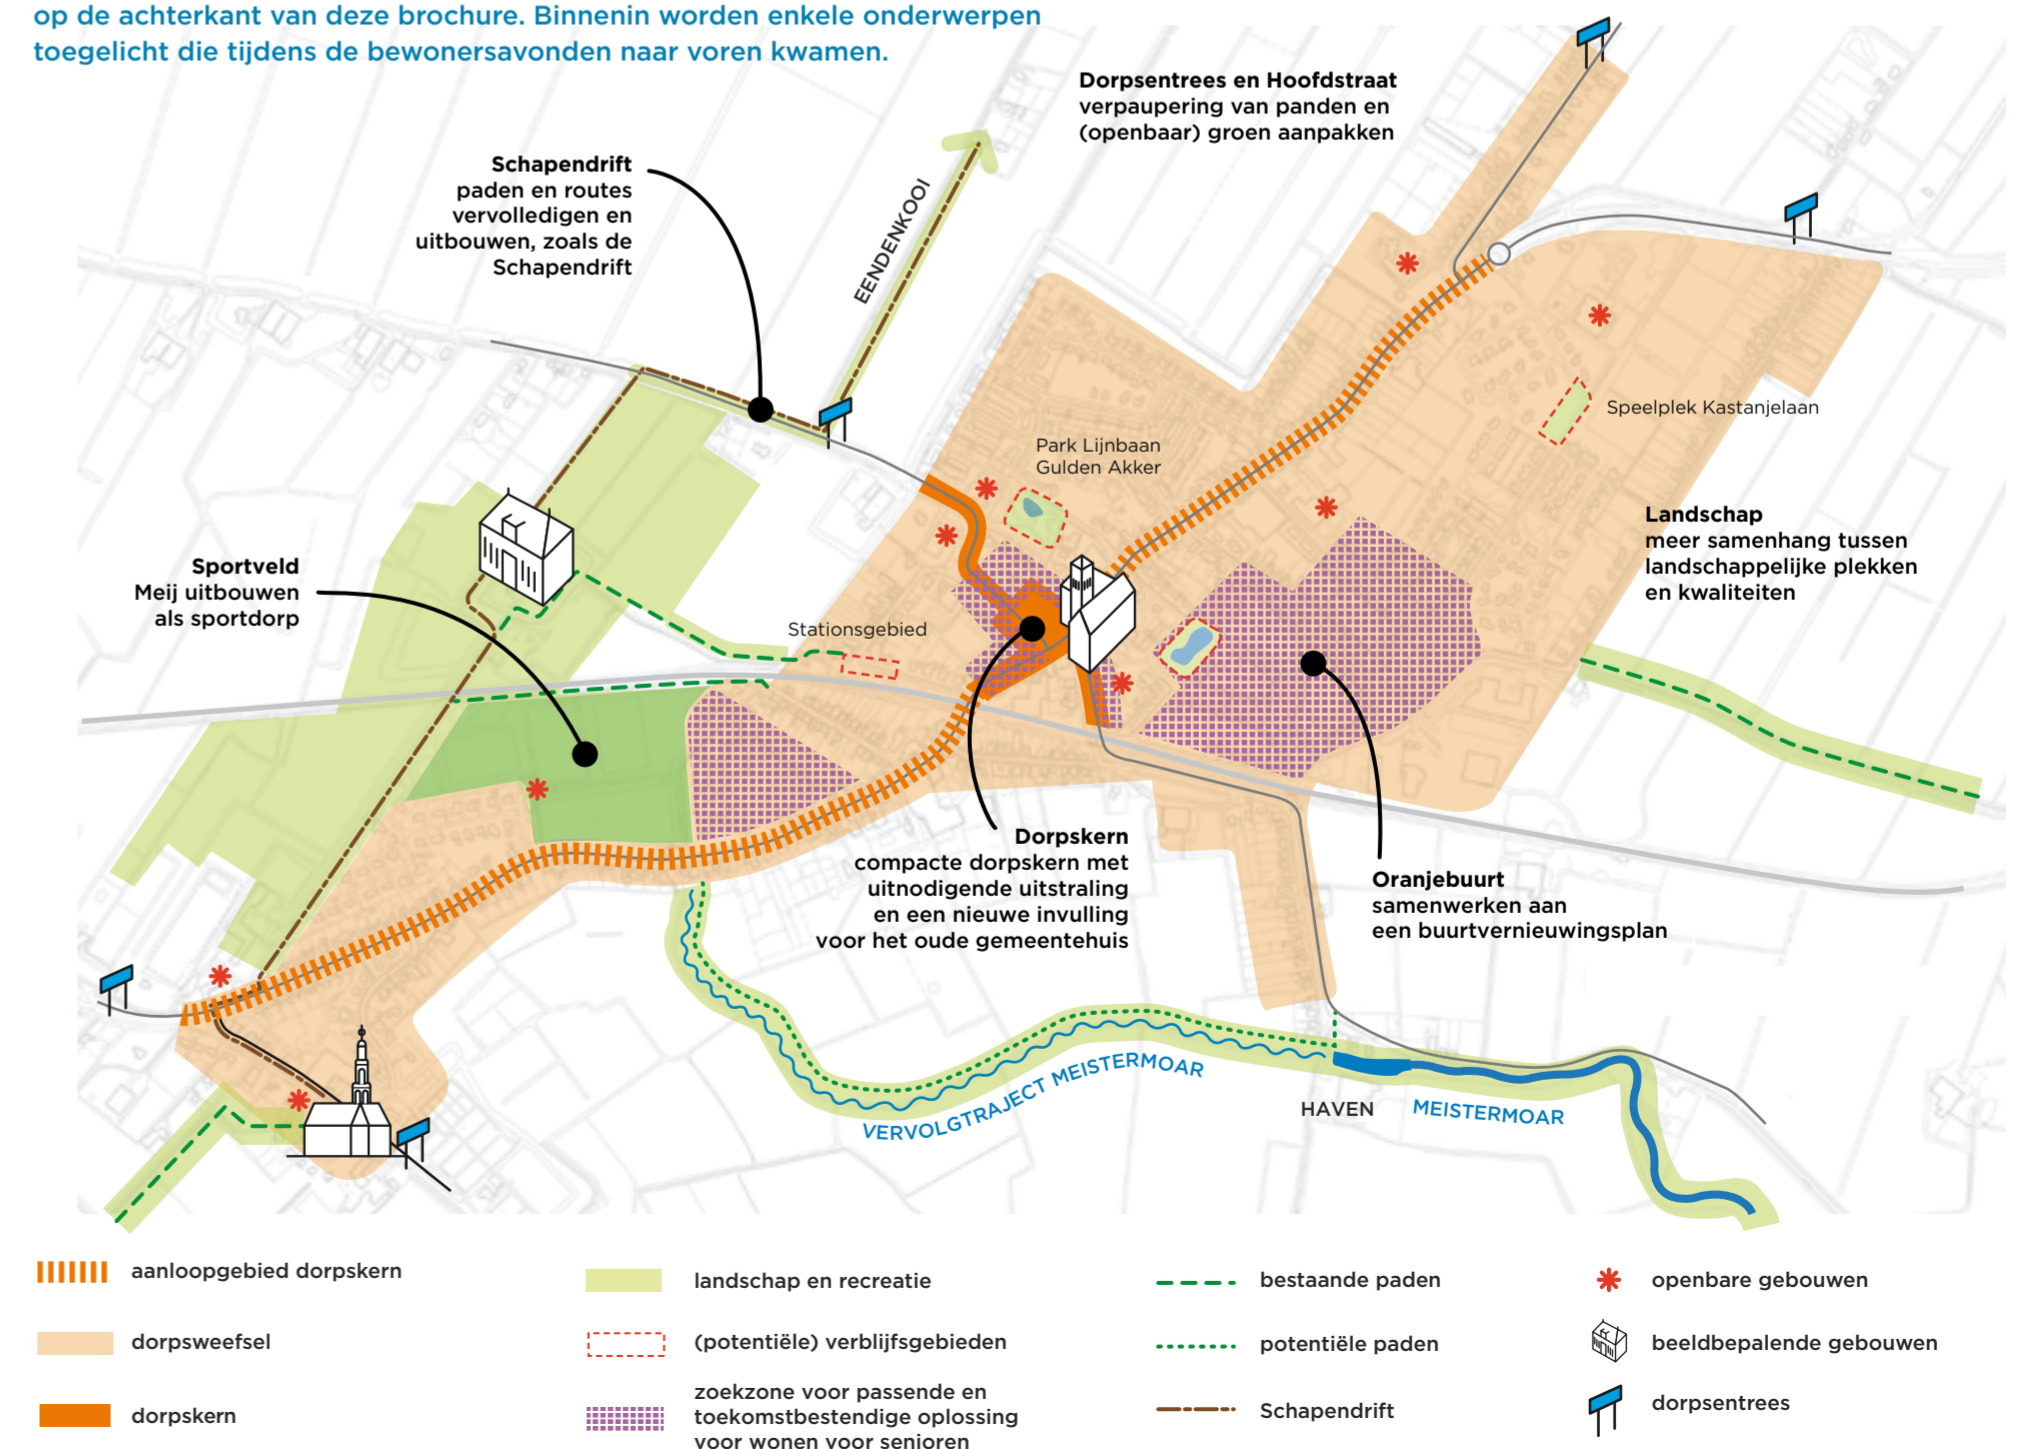 op de achterkant van deze brochure. Binnenin worden enkele onderwerpen
toegelicht die tijdens de bewonersavonden naar voren kwamen.
Dorpsentrees en Hoofdstraat
verpaupering van panden en
(openbaar) groen aanpakken
Schapendrift
paden en routes
vervolledigen en
uitbouwen, zoals de
Schapendrift
EENDENKOOI
Speelplek Kastanjelaan
Park Lijnbaan
Gulden Akker
Landschap
meer samenhang tussen
landschappelijke plekken
en kwaliteiten
Sportveld
Meij uitbouwen
als sportdorp
Stationsgebied
Dorpskern
compacte dorpskern met
uitnodigende uitstraling
en een nieuwe invulling
voor het oude gemeentehuis
Oranjebuurt
samenwerken aan
een buurtvernieuwingsplan
VERVOLGTRAJECT MEISTERMOAR
HAVEN
MEISTERMOAR
aanloopgebied dorpskern
dorpsweefsel
dorpskern
landschap en recreatie
(potentiële) verblijfsgebieden
zoekzone voor passende en
toekomstbestendige oplossing
voor wonen voor senioren
bestaande paden
potentiële paden
Schapendrift
openbare gebouwen
beeldbepalende gebouwen
dorpsentrees